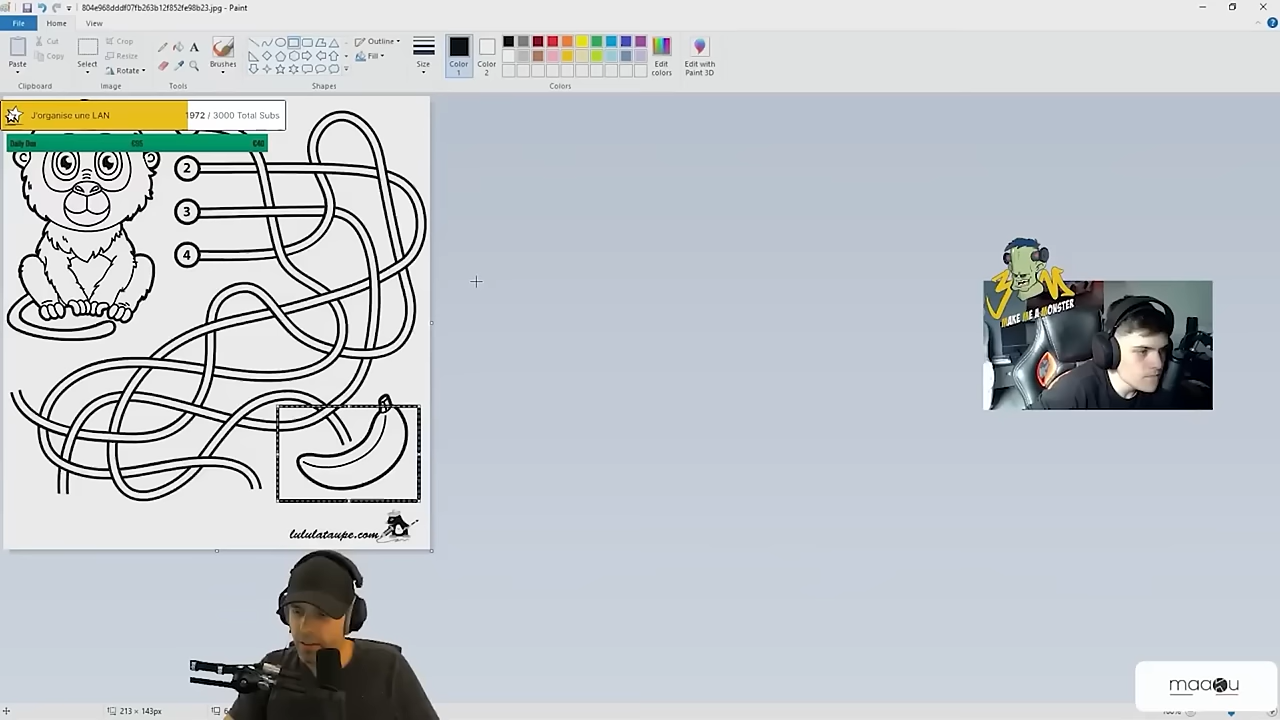 804e968dddf07fb263b12f852fe98b23.jpg - Paint
File Home View
Paste
Cut
Copy
Clipboard
Select
Crop
Resize
Rotate
Image
A
Tools
Brushes
Outline
Fill
Shapes
Size
Color 1
Color 2
Colors
Edit colors
Edit with Paint 3D
J'organise une LAN 1972 / 3000 Total Subs
€55
2
3
4
MAKE ME A MONSTER
lululataupe.com
213 × 143px